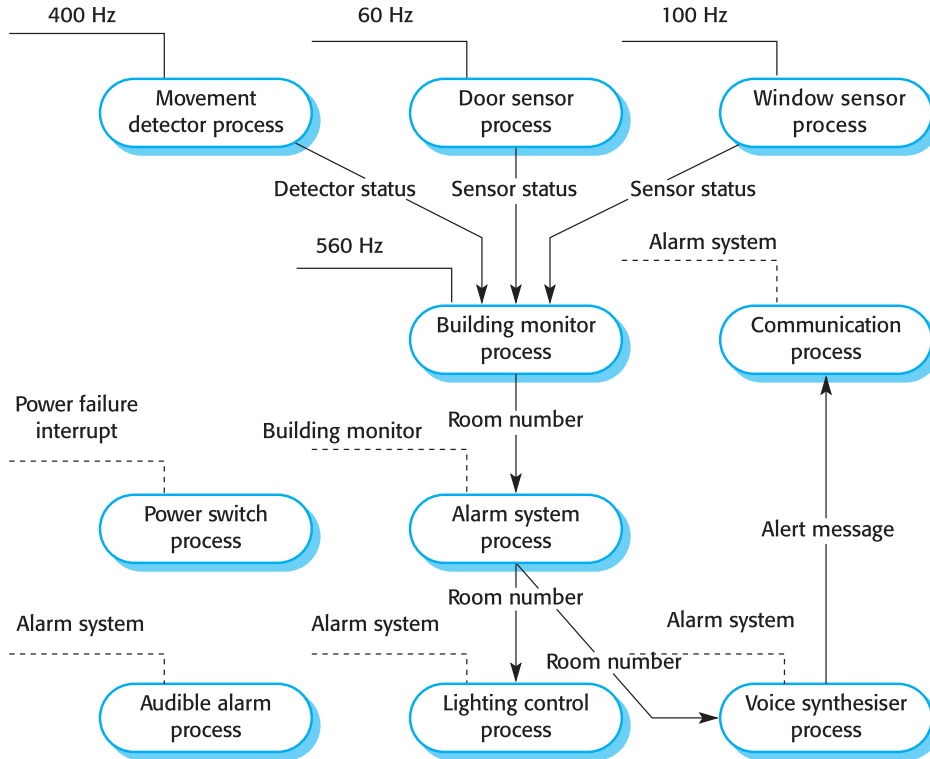 400 Hz
60 Hz
100 Hz
Movement
detector process
Door sensor
process
Window sensor
process
Detector status
Sensor status
Sensor status
560 Hz
Alarm system
Building monitor
process
Communication
process
Power failure
interrupt
Room number
Building monitor
Power switch
process
Alarm system
process
Alert message
Room number
Alarm system
Alarm system
Alarm system
Room number
Audible alarm
process
Lighting control
process
Voice synthesiser
process